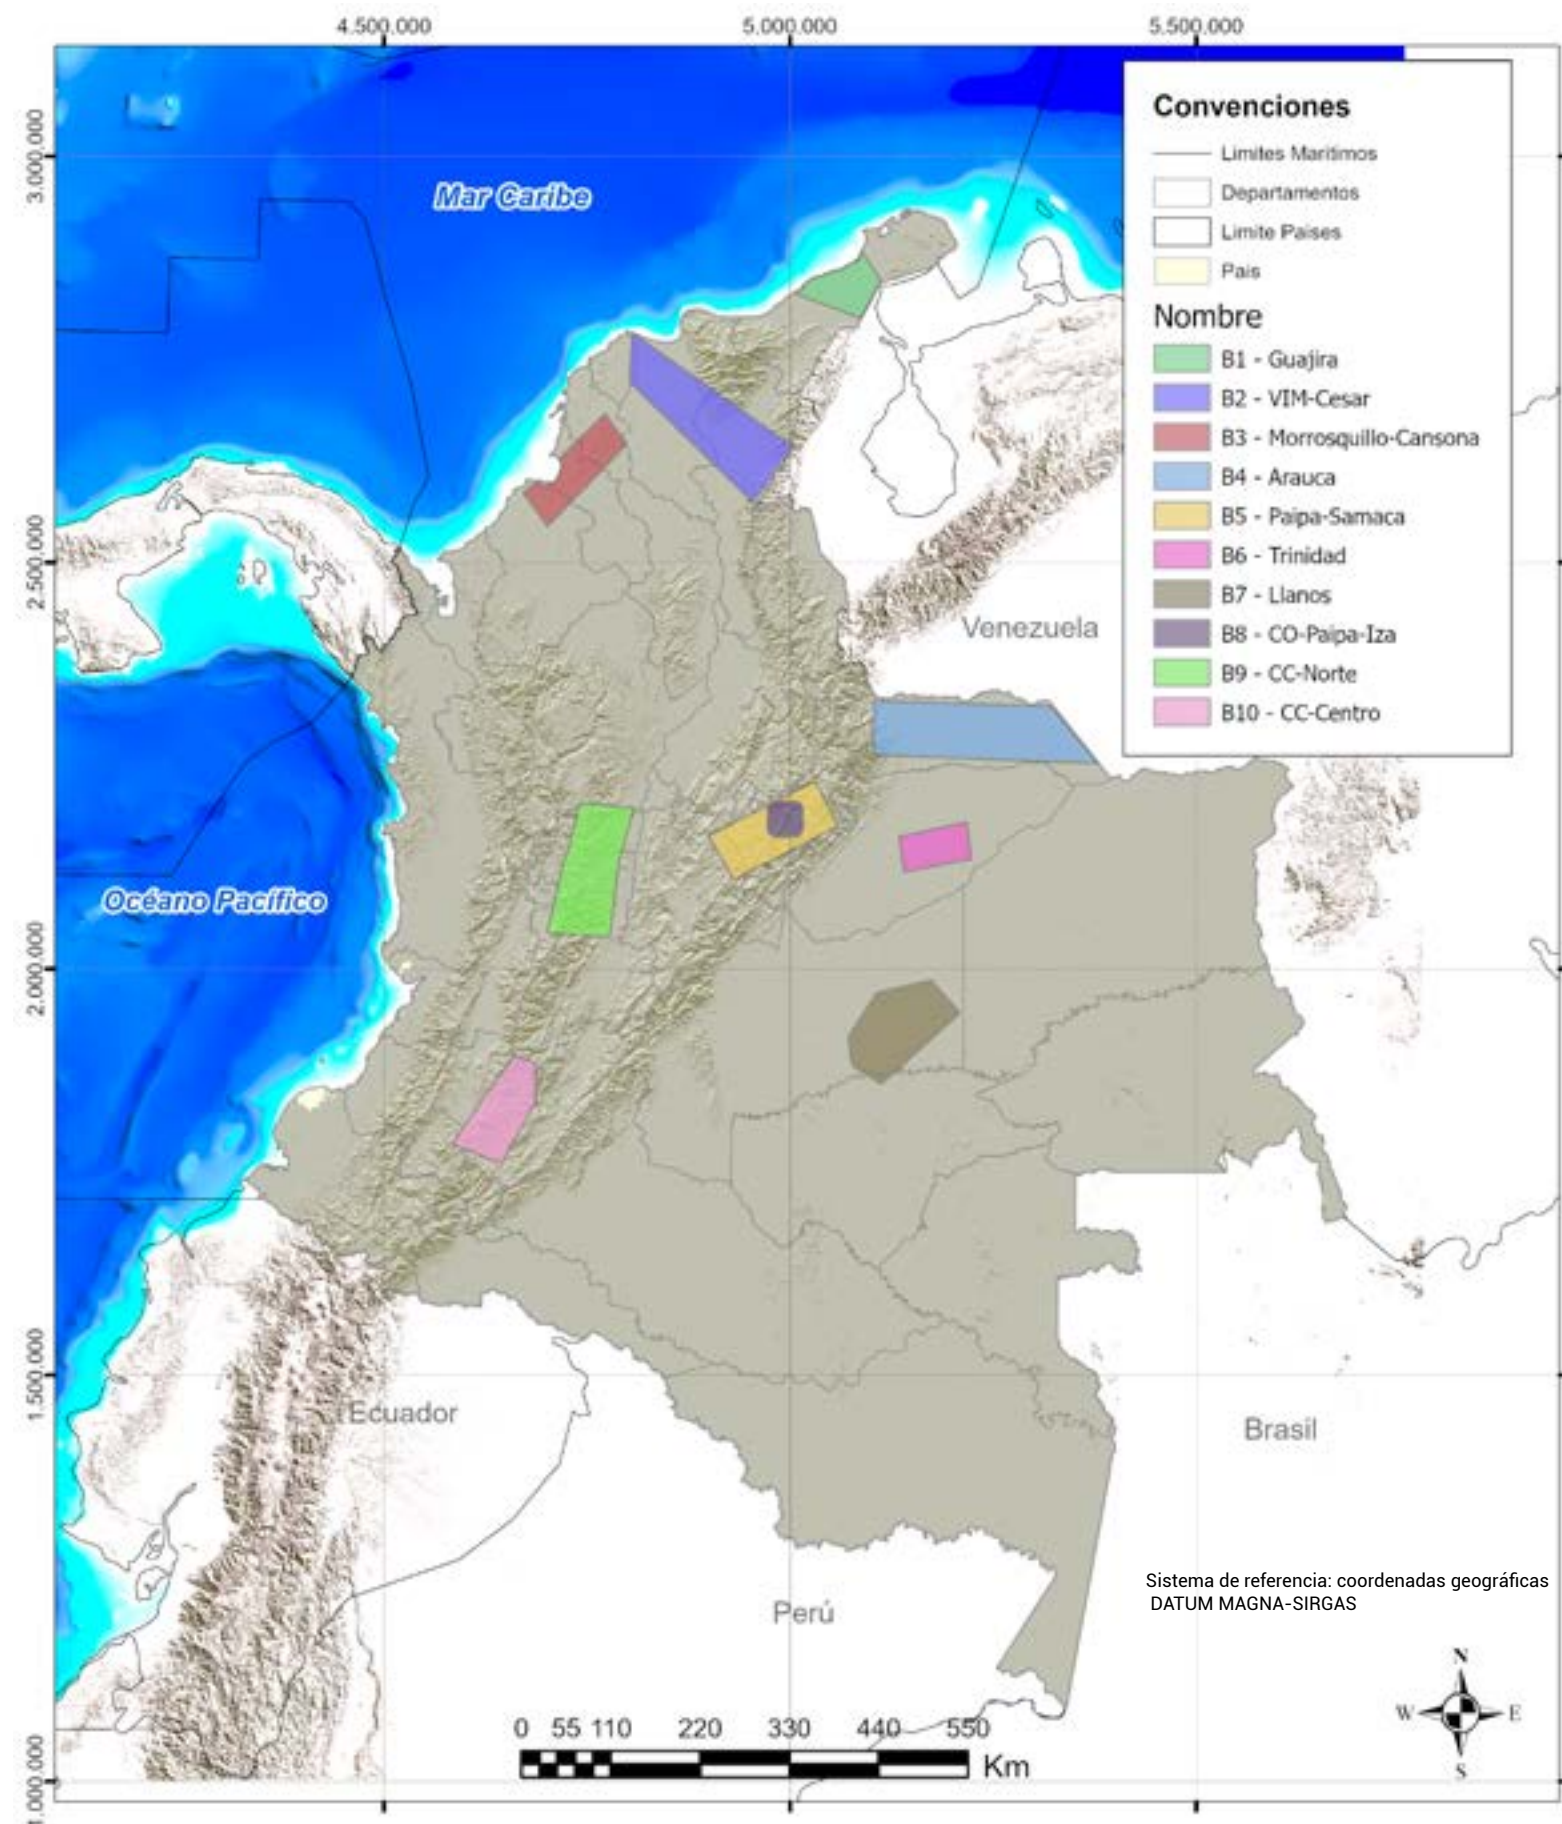 4.500.000 5.000.000 5.500.000
3.000.000
2.500.000
2.000.000
1.500.000
1.000.000
Mar Caribe
Océano Pacífico
Venezuela
Ecuador
Perú
Brasil
Convenciones
Limites Maritimos
Departamentos
Limite Paises
Pais
Nombre
B1 - Guajira
B2 - VIM-Cesar
B3 - Morrosquillo-Cansona
B4 - Arauca
B5 - Paipa-Samaca
B6 - Trinidad
B7 - Llanos
B8 - CO-Paipa-Iza
B9 - CC-Norte
B10 - CC-Centro
Sistema de referencia: coordenadas geográficas
DATUM MAGNA-SIRGAS
N
W E
S
0 55 110 220 330 440 550
Km